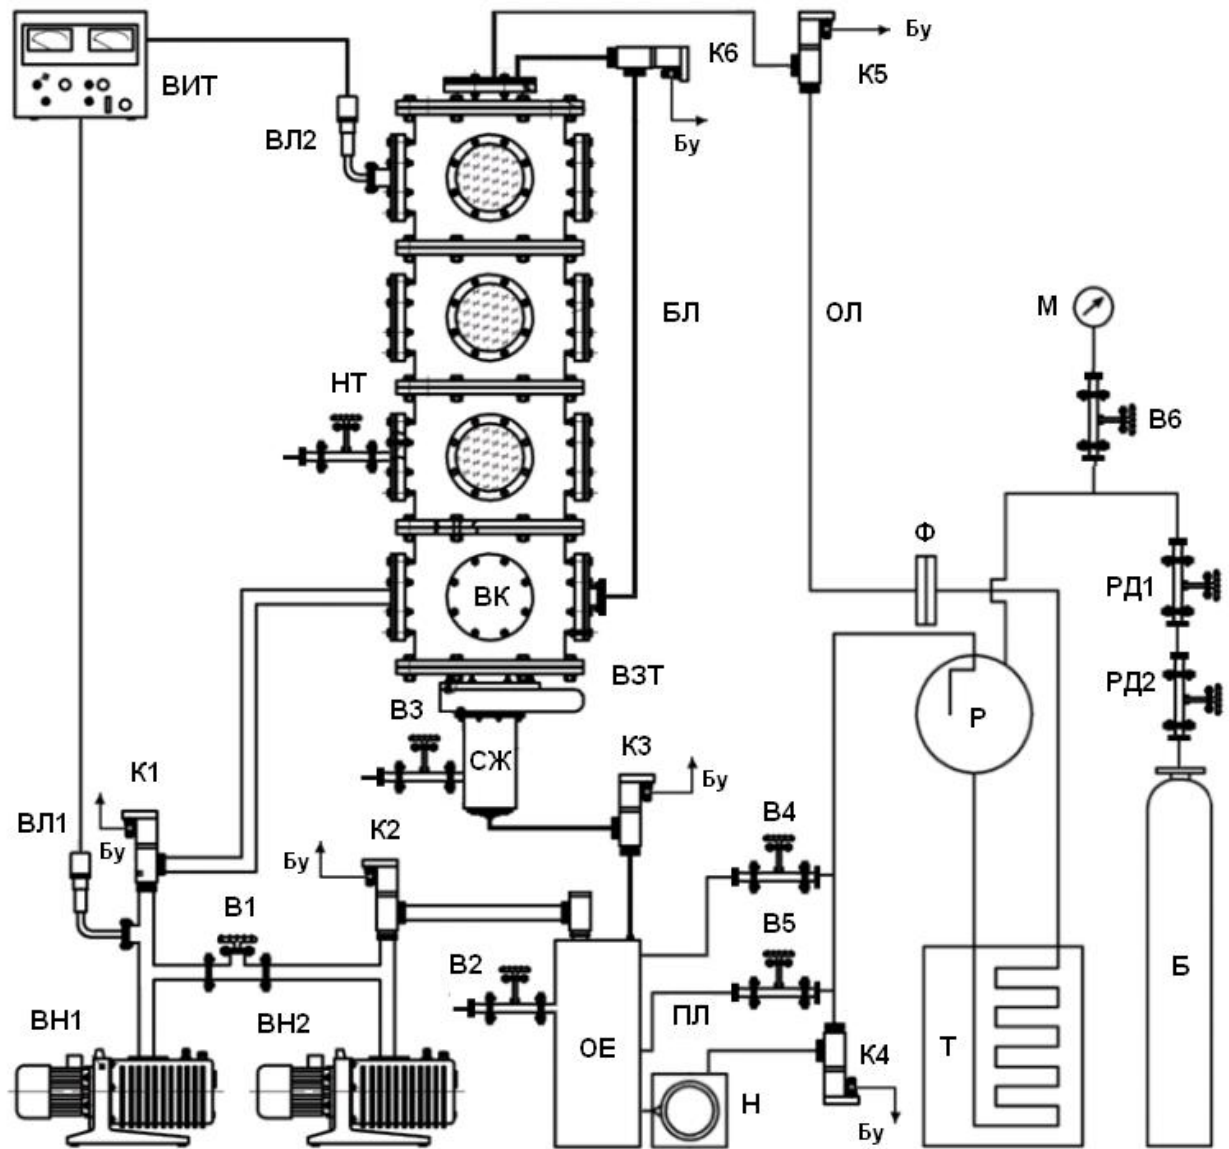 ВИТ
ВЛ2
К6
Бу
К5
Бу
БЛ
ОЛ
М
В6
НТ
Ф
РД1
ВК
ВЗТ
РД2
Р
В3
СЖ
К3
Бу
К1
Бу
ВЛ1
К2
Бу
В4
В1
В5
В2
ПЛ
Б
ВН1
ВН2
ОЕ
К4
Т
Н
Бу